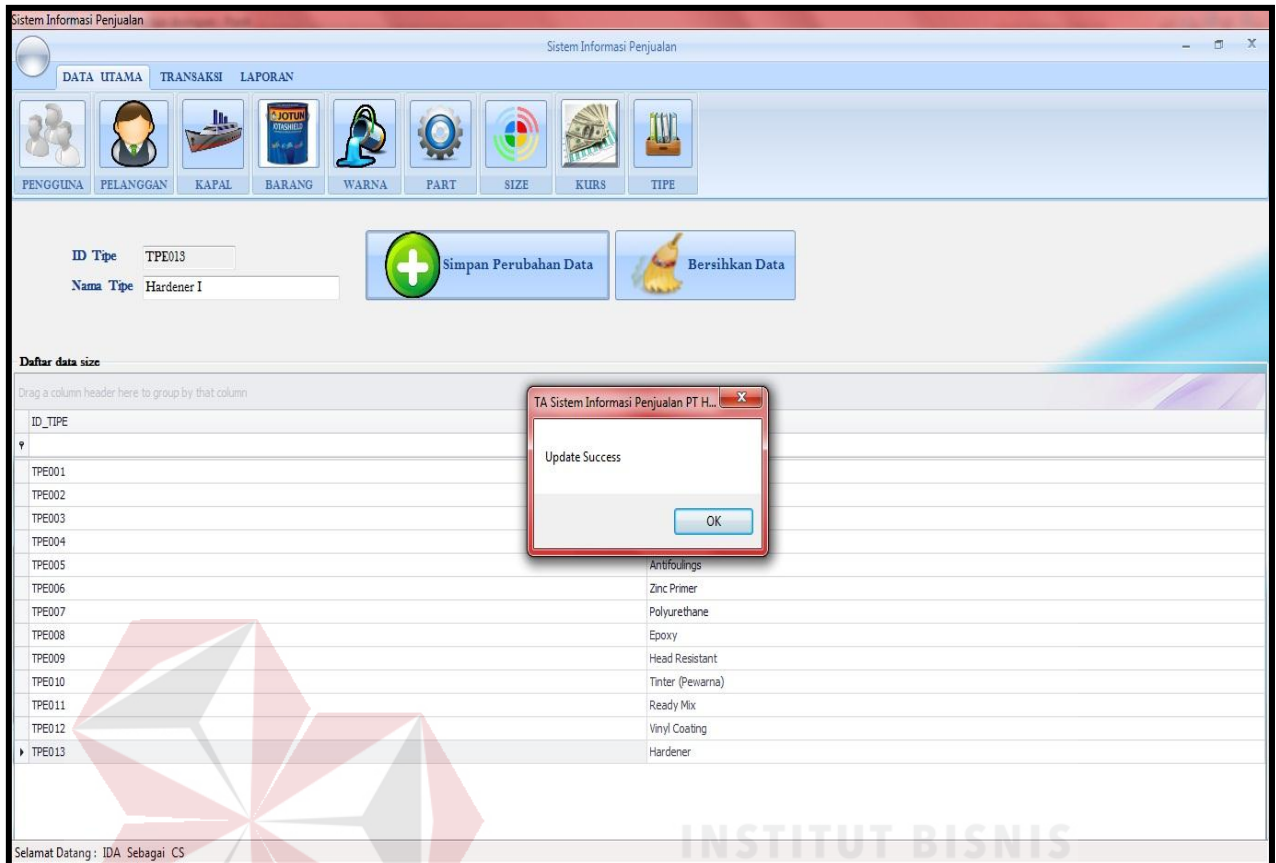 Sistem Informasi Penjualan
Sistem Informasi Penjualan
DATA UTAMA TRANSAKSI LAPORAN
JOTUN
JOTASHIELD
PENGGUNA PELANGGAN KAPAL BARANG WARNA PART SIZE KURS TIPE
ID Tipe TPE013
Nama Tipe Hardener I
Simpan Perubahan Data
Bersihkan Data
Daftar data size
Drag a column header here to group by that column
ID_TIPE
TA Sistem Informasi Penjualan PT H...
X
Update Success
OK
TPE001
TPE002
TPE003
TPE004
TPE005 Antifoulings
TPE006 Zinc Primer
TPE007 Polyurethane
TPE008 Epoxy
TPE009 Head Resistant
TPE010 Tinter (Pewarna)
TPE011 Ready Mix
TPE012 Vinyl Coating
TPE013 Hardener
INSTITUT BISNIS
Selamat Datang : IDA Sebagai CS